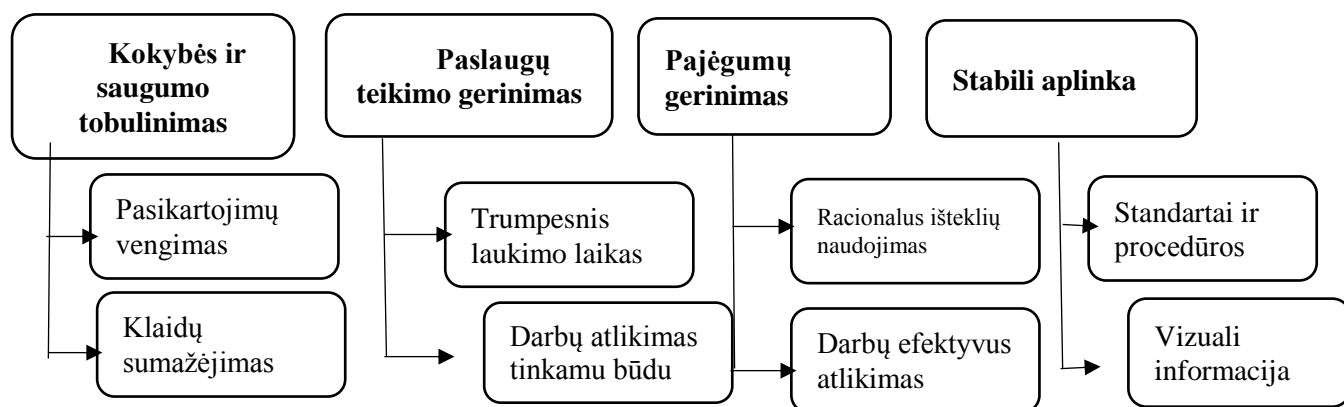 Kokybės ir
saugumo
tobulinimas
Pasikartojimų
vengimas
Klaidų
sumažėjimas
Paslaugų
teikimo gerinimas
Trumpesnis
laukimo laikas
Darbų atlikimas
tinkamu būdu
Pajėgumų
gerinimas
Racionalus išteklių
naudojimas
Darbų efektyvus
atlikimas
Stabili aplinka
Standartai ir
procedūros
Vizuali
informacija